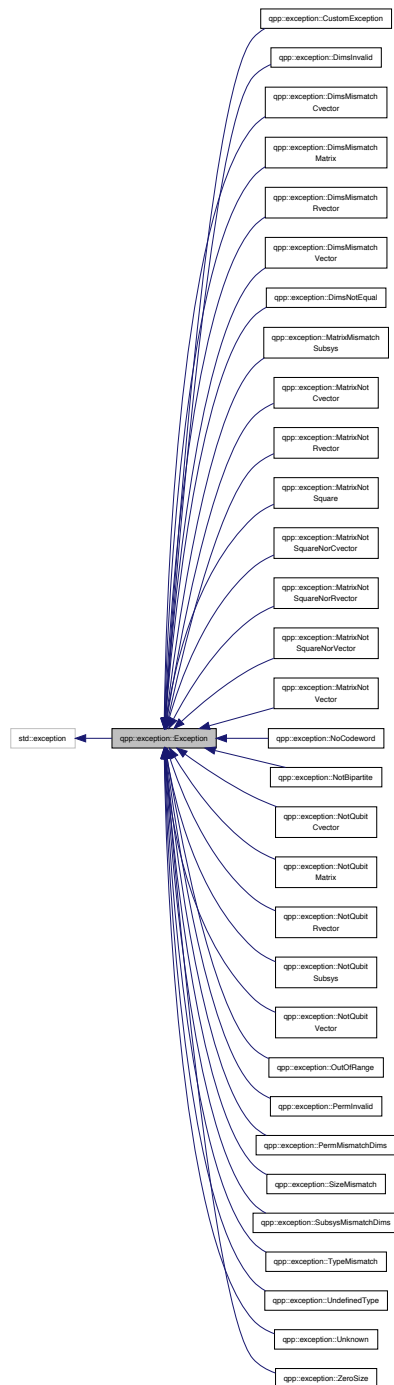 qpp::exception::CustomException
qpp::exception::DimsInvalid
qpp::exception::DimsMismatch
Cvector
qpp::exception::DimsMismatch
Matrix
qpp::exception::DimsMismatch
Rvector
qpp::exception::DimsMismatch
Vector
qpp::exception::DimsNotEqual
qpp::exception::MatrixMismatch
Subsys
qpp::exception::MatrixNot
Cvector
qpp::exception::MatrixNot
Rvector
qpp::exception::MatrixNot
Square
qpp::exception::MatrixNot
SquareNorCvector
qpp::exception::MatrixNot
SquareNorRvector
qpp::exception::MatrixNot
SquareNorVector
qpp::exception::MatrixNot
Vector
std::exception
qpp::exception::Exception
qpp::exception::NoCodeword
qpp::exception::NotBipartite
qpp::exception::NotQubit
Cvector
qpp::exception::NotQubit
Matrix
qpp::exception::NotQubit
Rvector
qpp::exception::NotQubit
Subsys
qpp::exception::NotQubit
Vector
qpp::exception::OutOfRange
qpp::exception::PermInvalid
qpp::exception::PermMismatchDims
qpp::exception::SizeMismatch
qpp::exception::SubsysMismatchDims
qpp::exception::TypeMismatch
qpp::exception::UndefinedType
qpp::exception::Unknown
qpp::exception::ZeroSize